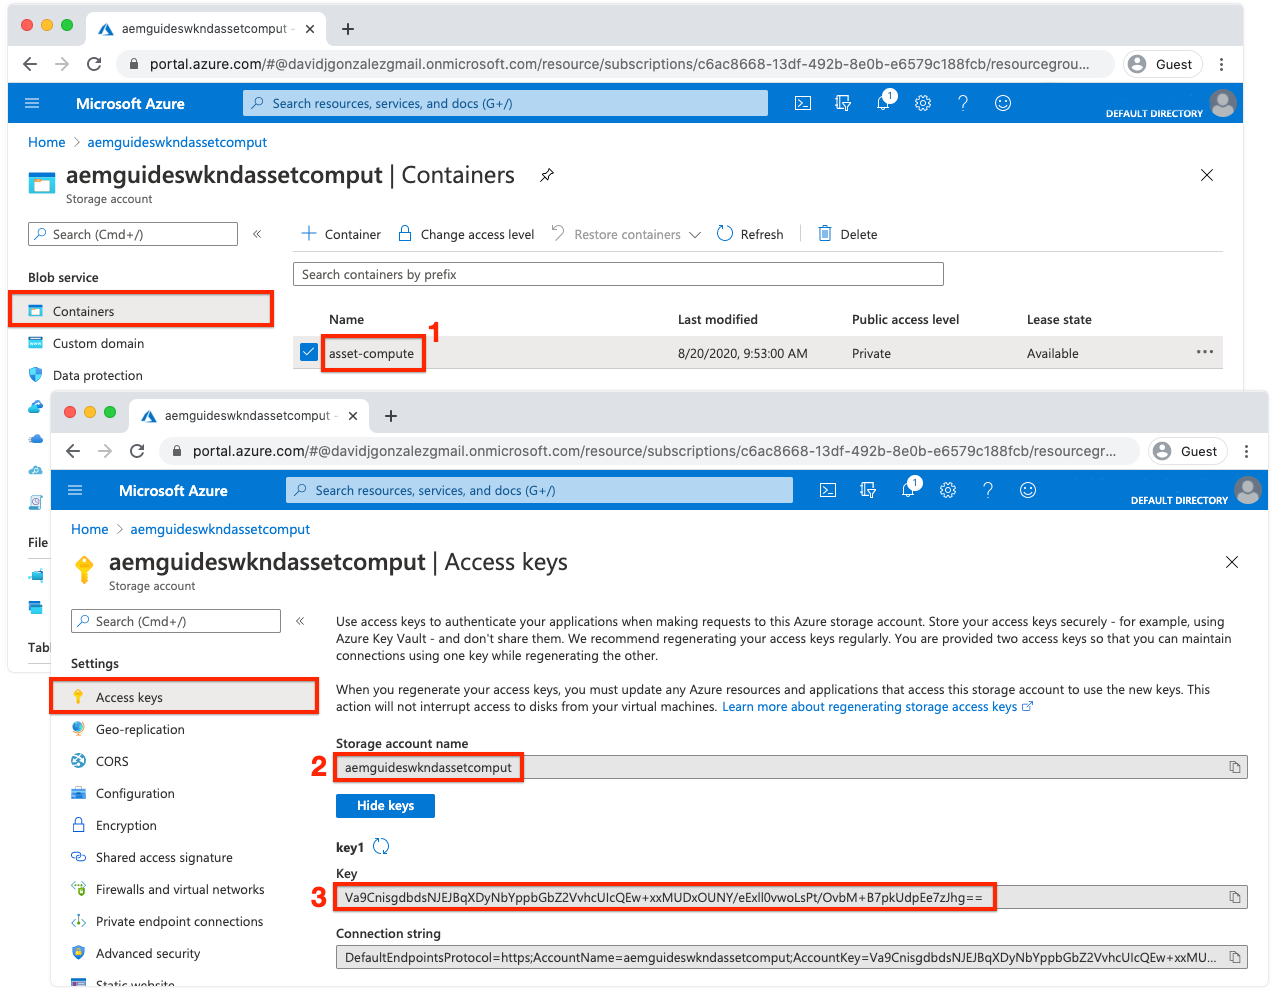 aemguideswkndassetcomput -
portal.azure.com/#@davidjgonzalezgmail.onmicrosoft.com/resource/subscriptions/c6ac8668-13df-492b-8e0b-e6579c188fcb/resourcegrou...
Guest
Microsoft Azure
Search resources, services, and docs (G+/)
1
DEFAULT DIRECTORY
Home > aemguideswkndassetcomput
aemguideswkndassetcomput | Containers
Storage account
Search (Cmd+/)
«
Container
Change access level
Restore containers
Refresh
Delete
Blob service
Search containers by prefix
Containers
Custom domain
Data protection
File
Tab
Name Last modified Public access level Lease state
1
asset-compute 8/20/2020, 9:53:00 AM Private Available
aemguideswkndassetcomput -
portal.azure.com/#@davidjgonzalezgmail.onmicrosoft.com/resource/subscriptions/c6ac8668-13df-492b-8e0b-e6579c188fcb/resourcegr...
Guest
Microsoft Azure
Search resources, services, and docs (G+/)
1
DEFAULT DIRECTORY
Home > aemguideswkndassetcomput
aemguideswkndassetcomput | Access keys
Storage account
Search (Cmd+/)
«
Settings
Access keys
Geo-replication
CORS
Configuration
Encryption
Shared access signature
Firewalls and virtual networks
Private endpoint connections
Advanced security
Static website
Use access keys to authenticate your applications when making requests to this Azure storage account. Store your access keys securely - for example, using
Azure Key Vault - and don't share them. We recommend regenerating your access keys regularly. You are provided two access keys so that you can maintain
connections using one key while regenerating the other.
When you regenerate your access keys, you must update any Azure resources and applications that access this storage account to use the new keys. This
action will not interrupt access to disks from your virtual machines. Learn more about regenerating storage access keys
Storage account name
2
aemguideswkndassetcomput
Hide keys
key1
Key
3
Va9CnisgdbdsNJEJBqXDyNbYppbGbZ2VvhcUIcQEw+xxMUDxOUNY/eExll0vwoLsPt/OvbM+B7pkUdpEe7zJhg==
Connection string
DefaultEndpointsProtocol=https;AccountName=aemguideswkndassetcomput;AccountKey=Va9CnisgdbdsNJEJBqXDyNbYppbGbZ2VvhcUIcQEw+xxMU...